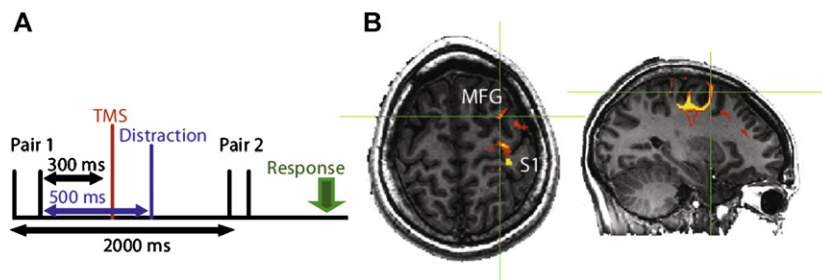 A
B
TMS
MFG
Distraction
Pair 1
Pair 2
300 ms
S1
Response
500 ms
2000 ms